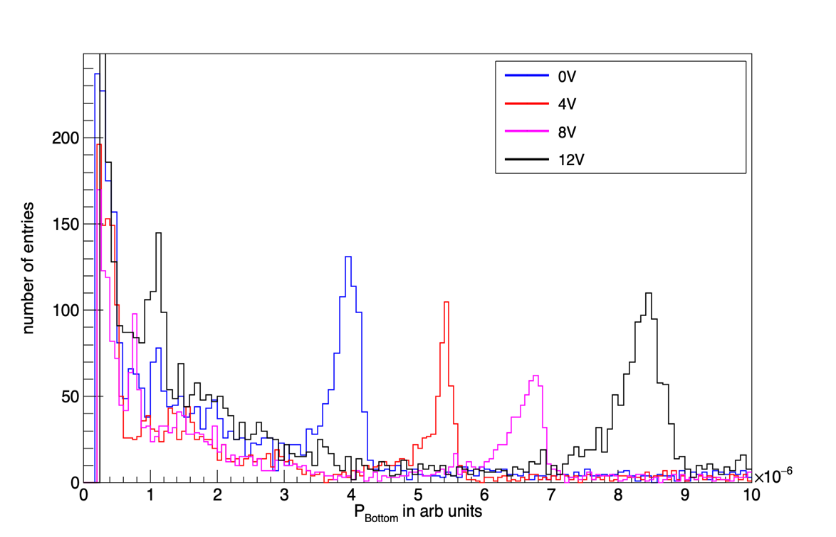 0V
4V
8V
12V
number of entries
200
150
100
50
0
0 1 2 3 4 5 6 7 8 9 10
×10⁻⁶
P_Bottom in arb units